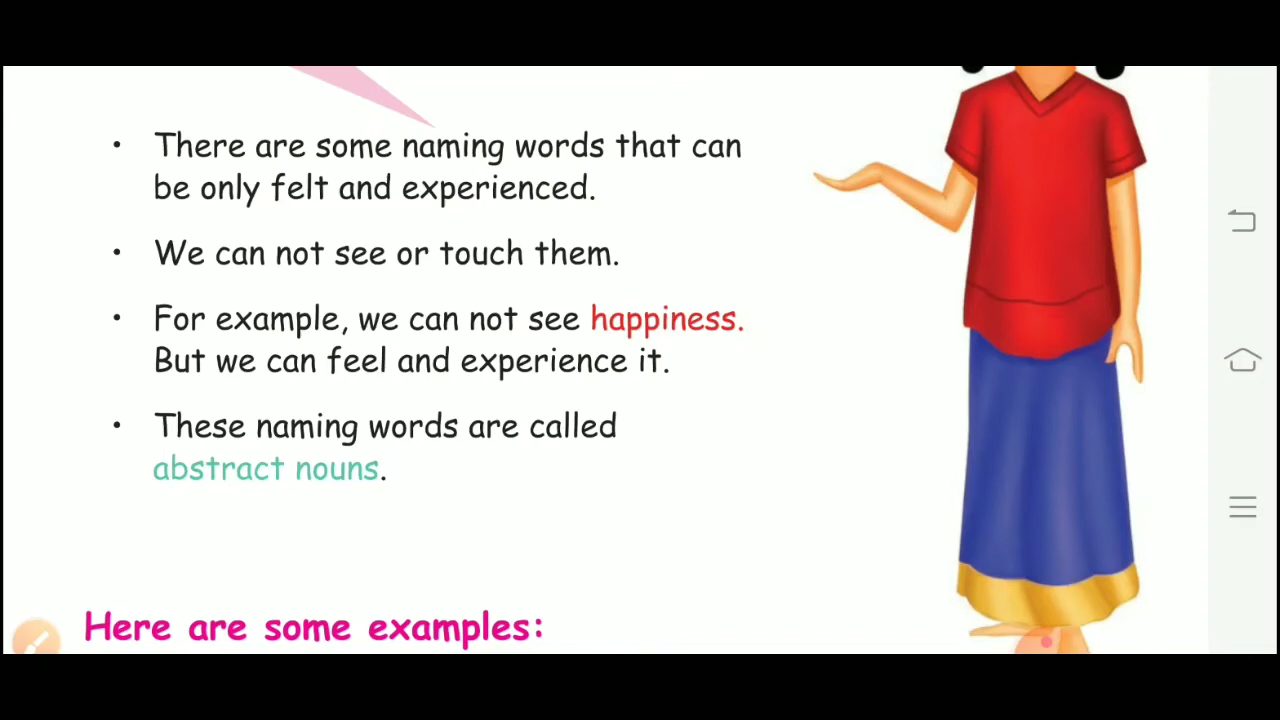 • There are some naming words that can
be only felt and experienced.
• We can not see or touch them.
• For example, we can not see happiness.
But we can feel and experience it.
• These naming words are called
abstract nouns.
Here are some examples: